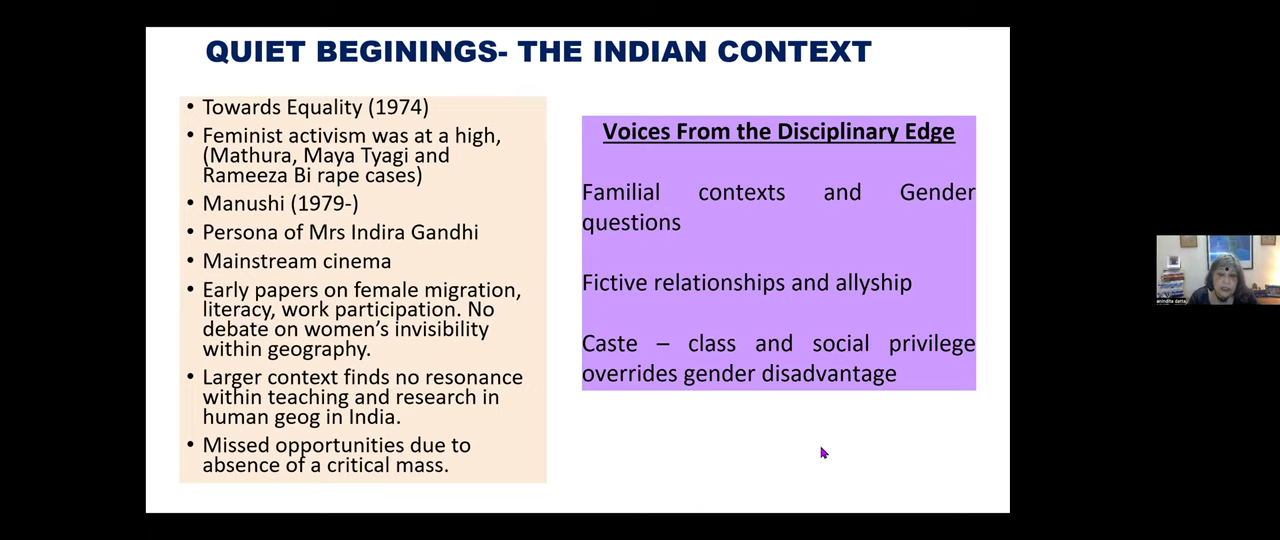 QUIET BEGININGS- THE INDIAN CONTEXT
• Towards Equality (1974)
• Feminist activism was at a high,
(Mathura, Maya Tyagi and
Rameeza Bi rape cases)
• Manushi (1979-)
• Persona of Mrs Indira Gandhi
• Mainstream cinema
• Early papers on female migration,
literacy, work participation. No
debate on women’s invisibility
within geography.
• Larger context finds no resonance
within teaching and research in
human geog in India.
• Missed opportunities due to
absence of a critical mass.
Voices From the Disciplinary Edge
Familial contexts and Gender
questions
Fictive relationships and allyship
Caste – class and social privilege
overrides gender disadvantage
anindita datta